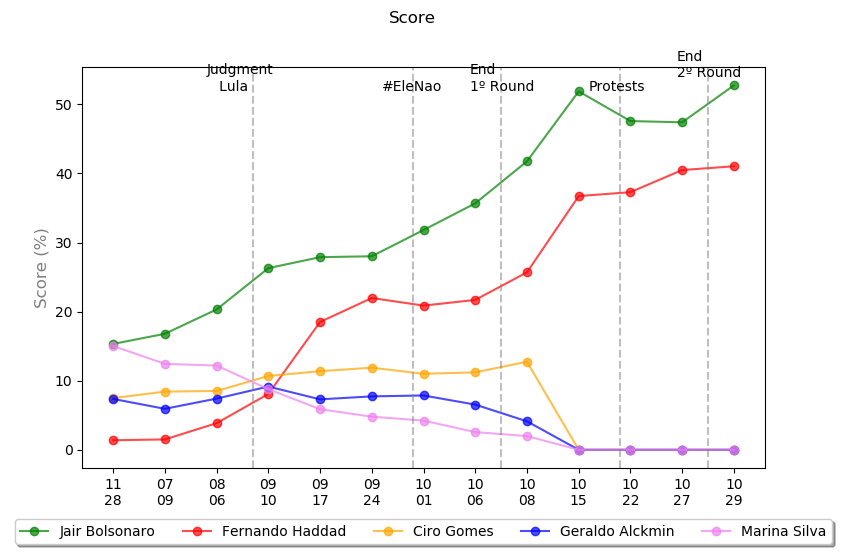 Score
Judgment
Lula
#EleNao
End
1º Round
Protests
End
2º Round
Score (%)
50
40
30
20
10
0
11 07 08 09 09 09 10 10 10 10 10 10 10
28 09 06 10 17 24 01 06 08 15 22 27 29
Jair Bolsonaro Fernando Haddad Ciro Gomes Geraldo Alckmin Marina Silva